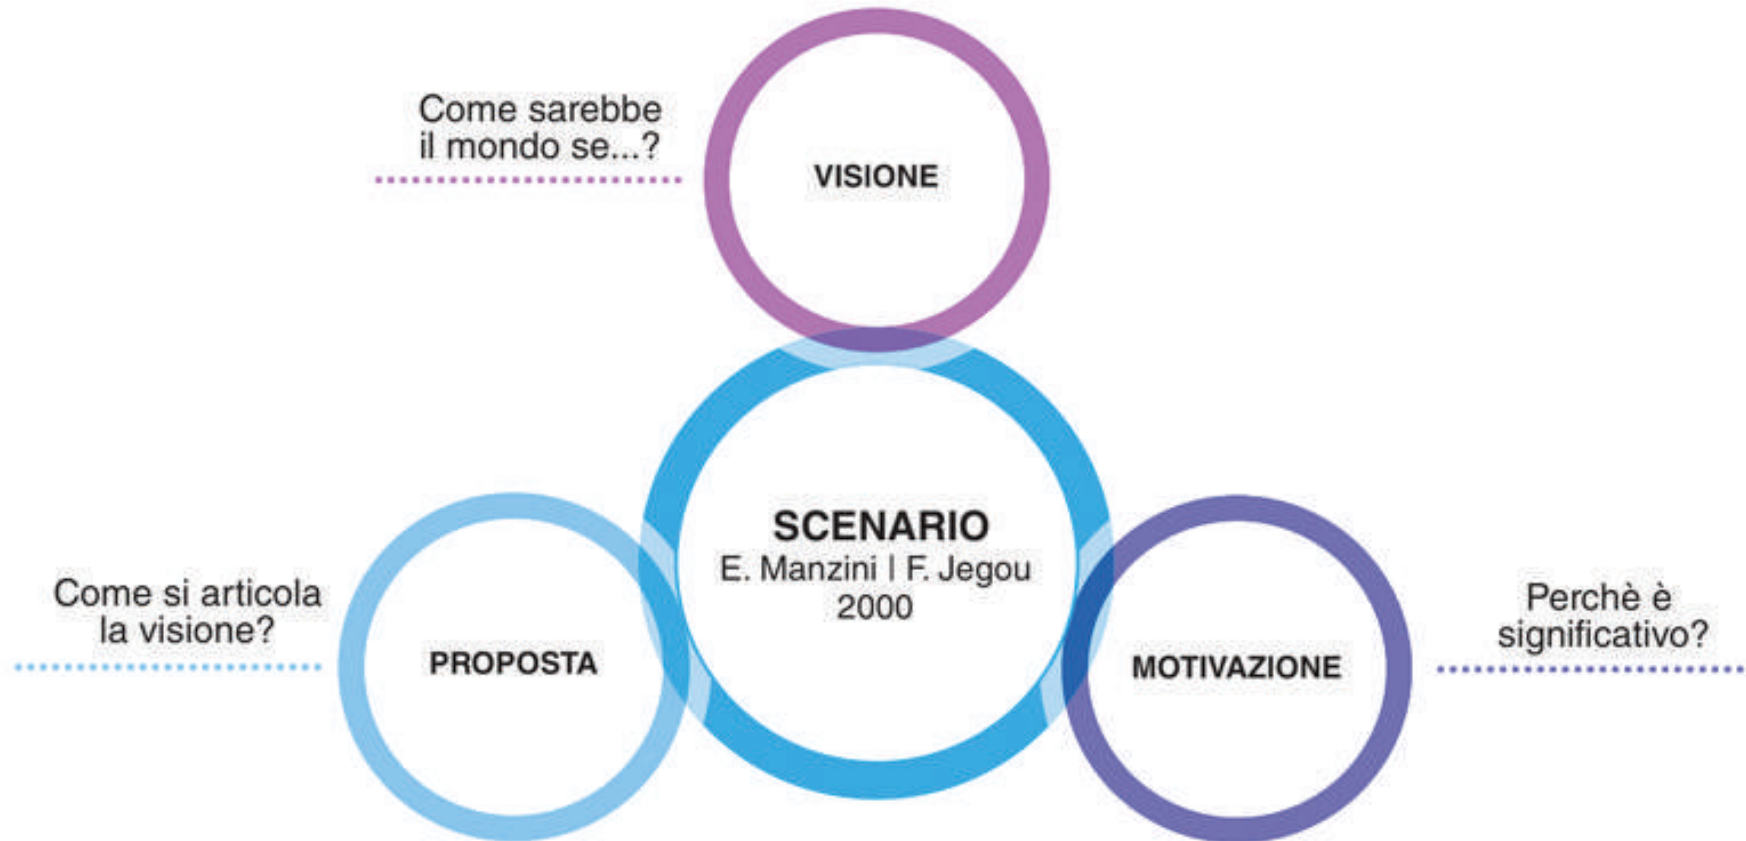 Come sarebbe
il mondo se...?
VISIONE
SCENARIO
E. Manzini | F. Jegou
2000
Come si articola
la visione?
PROPOSTA
MOTIVAZIONE
Perchè è
significativo?